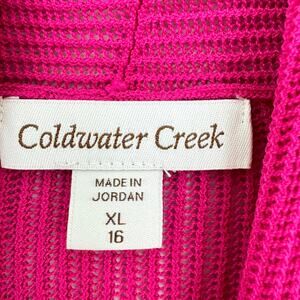 Coldwater Creek
MADE IN
JORDAN
XL
16